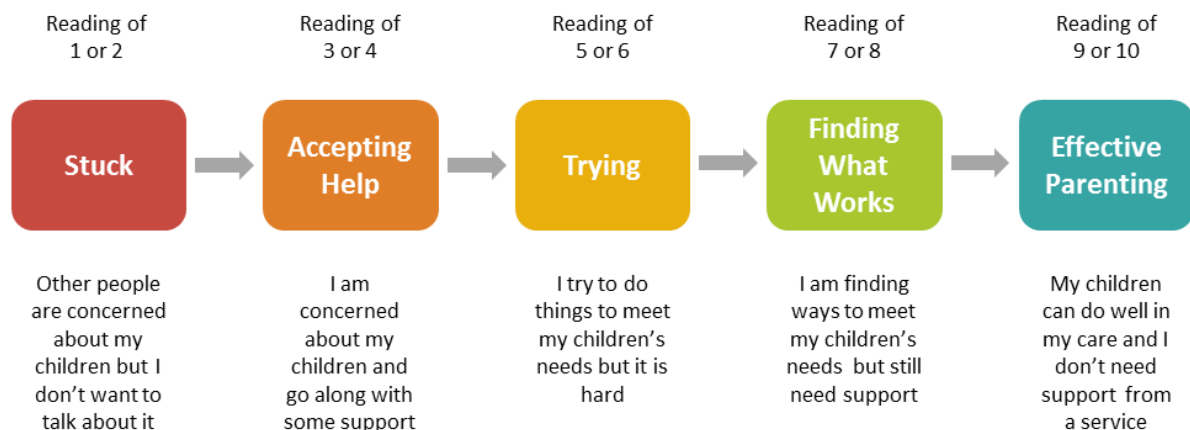 Reading of
1 or 2
Reading of
3 or 4
Reading of
5 or 6
Reading of
7 or 8
Reading of
9 or 10
Stuck
Accepting
Help
Trying
Finding
What
Works
Effective
Parenting
Other people
are concerned
about my
children but I
don’t want to
talk about it
I am
concerned
about my
children and
go along with
some support
I try to do
things to meet
my children’s
needs but it is
hard
I am finding
ways to meet
my children’s
needs but still
need support
My children
can do well in
my care and I
don’t need
support from
a service